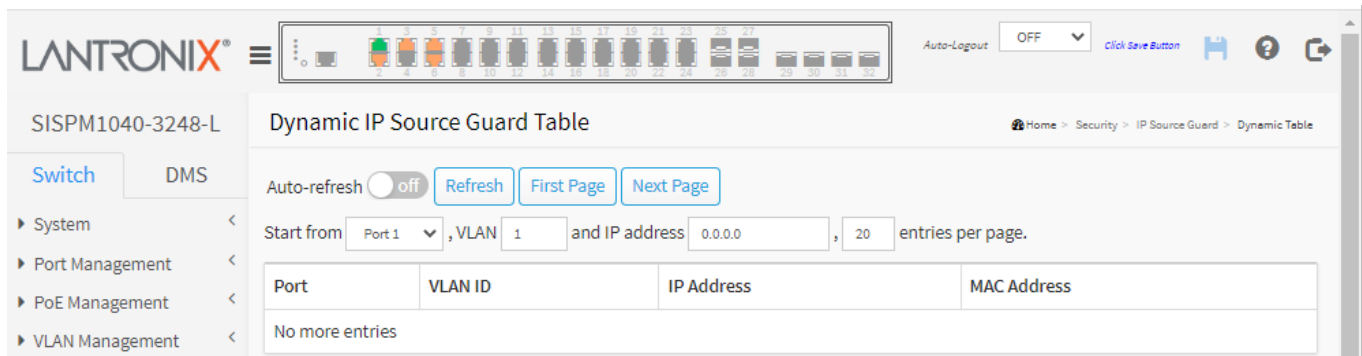 LANTRONIX®
1 3 5 7 9 11 13 15 17 19 21 23 25 27
2 4 6 8 10 12 14 16 18 20 22 24 26 28 29 30 31 32
Auto-Logout OFF Click Save Button
SISPM1040-3248-L
Dynamic IP Source Guard Table
Home > Security > IP Source Guard > Dynamic Table
Switch DMS
Auto-refresh off Refresh First Page Next Page
System
Start from Port 1 , VLAN 1 and IP address 0.0.0.0 , 20 entries per page.
Port Management
PoE Management
VLAN Management
Port VLAN ID IP Address MAC Address
No more entries